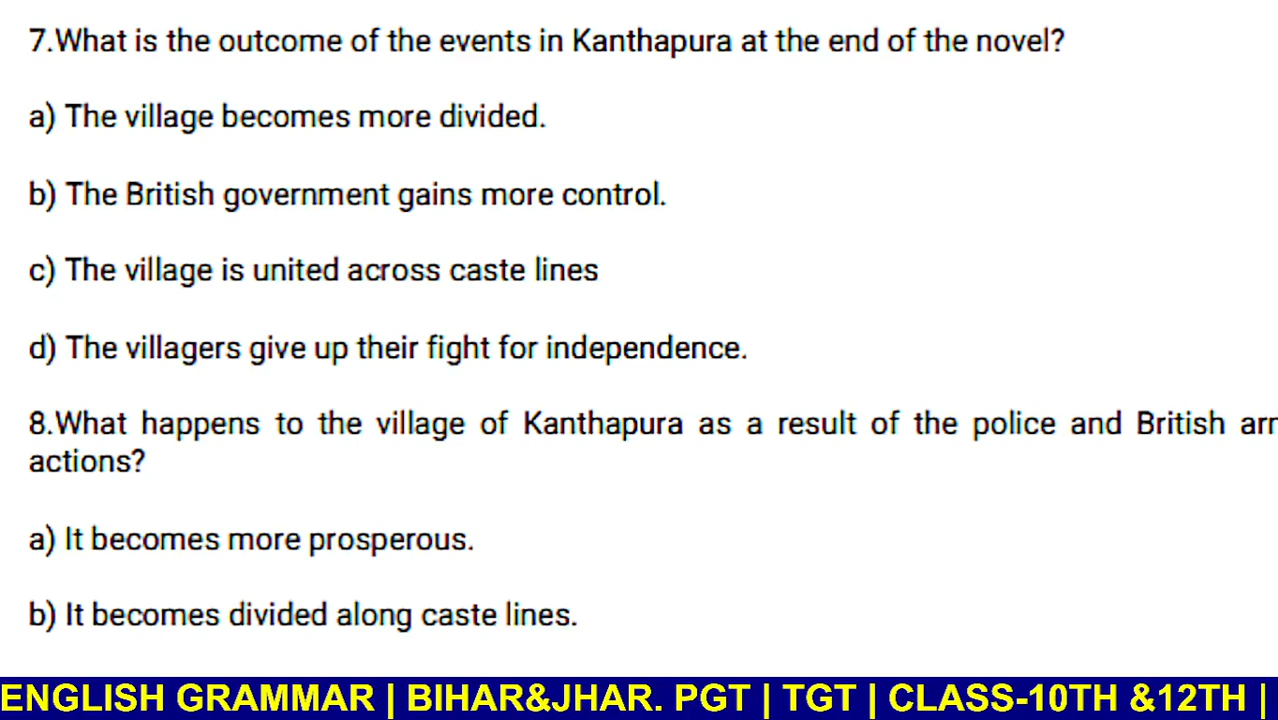 7.What is the outcome of the events in Kanthapura at the end of the novel?
a) The village becomes more divided.
b) The British government gains more control.
c) The village is united across caste lines
d) The villagers give up their fight for independence.
8.What happens to the village of Kanthapura as a result of the police and British
actions?
a) It becomes more prosperous.
b) It becomes divided along caste lines.
ENGLISH GRAMMAR | BIHAR&JHAR. PGT | TGT | CLASS-10TH &12TH |